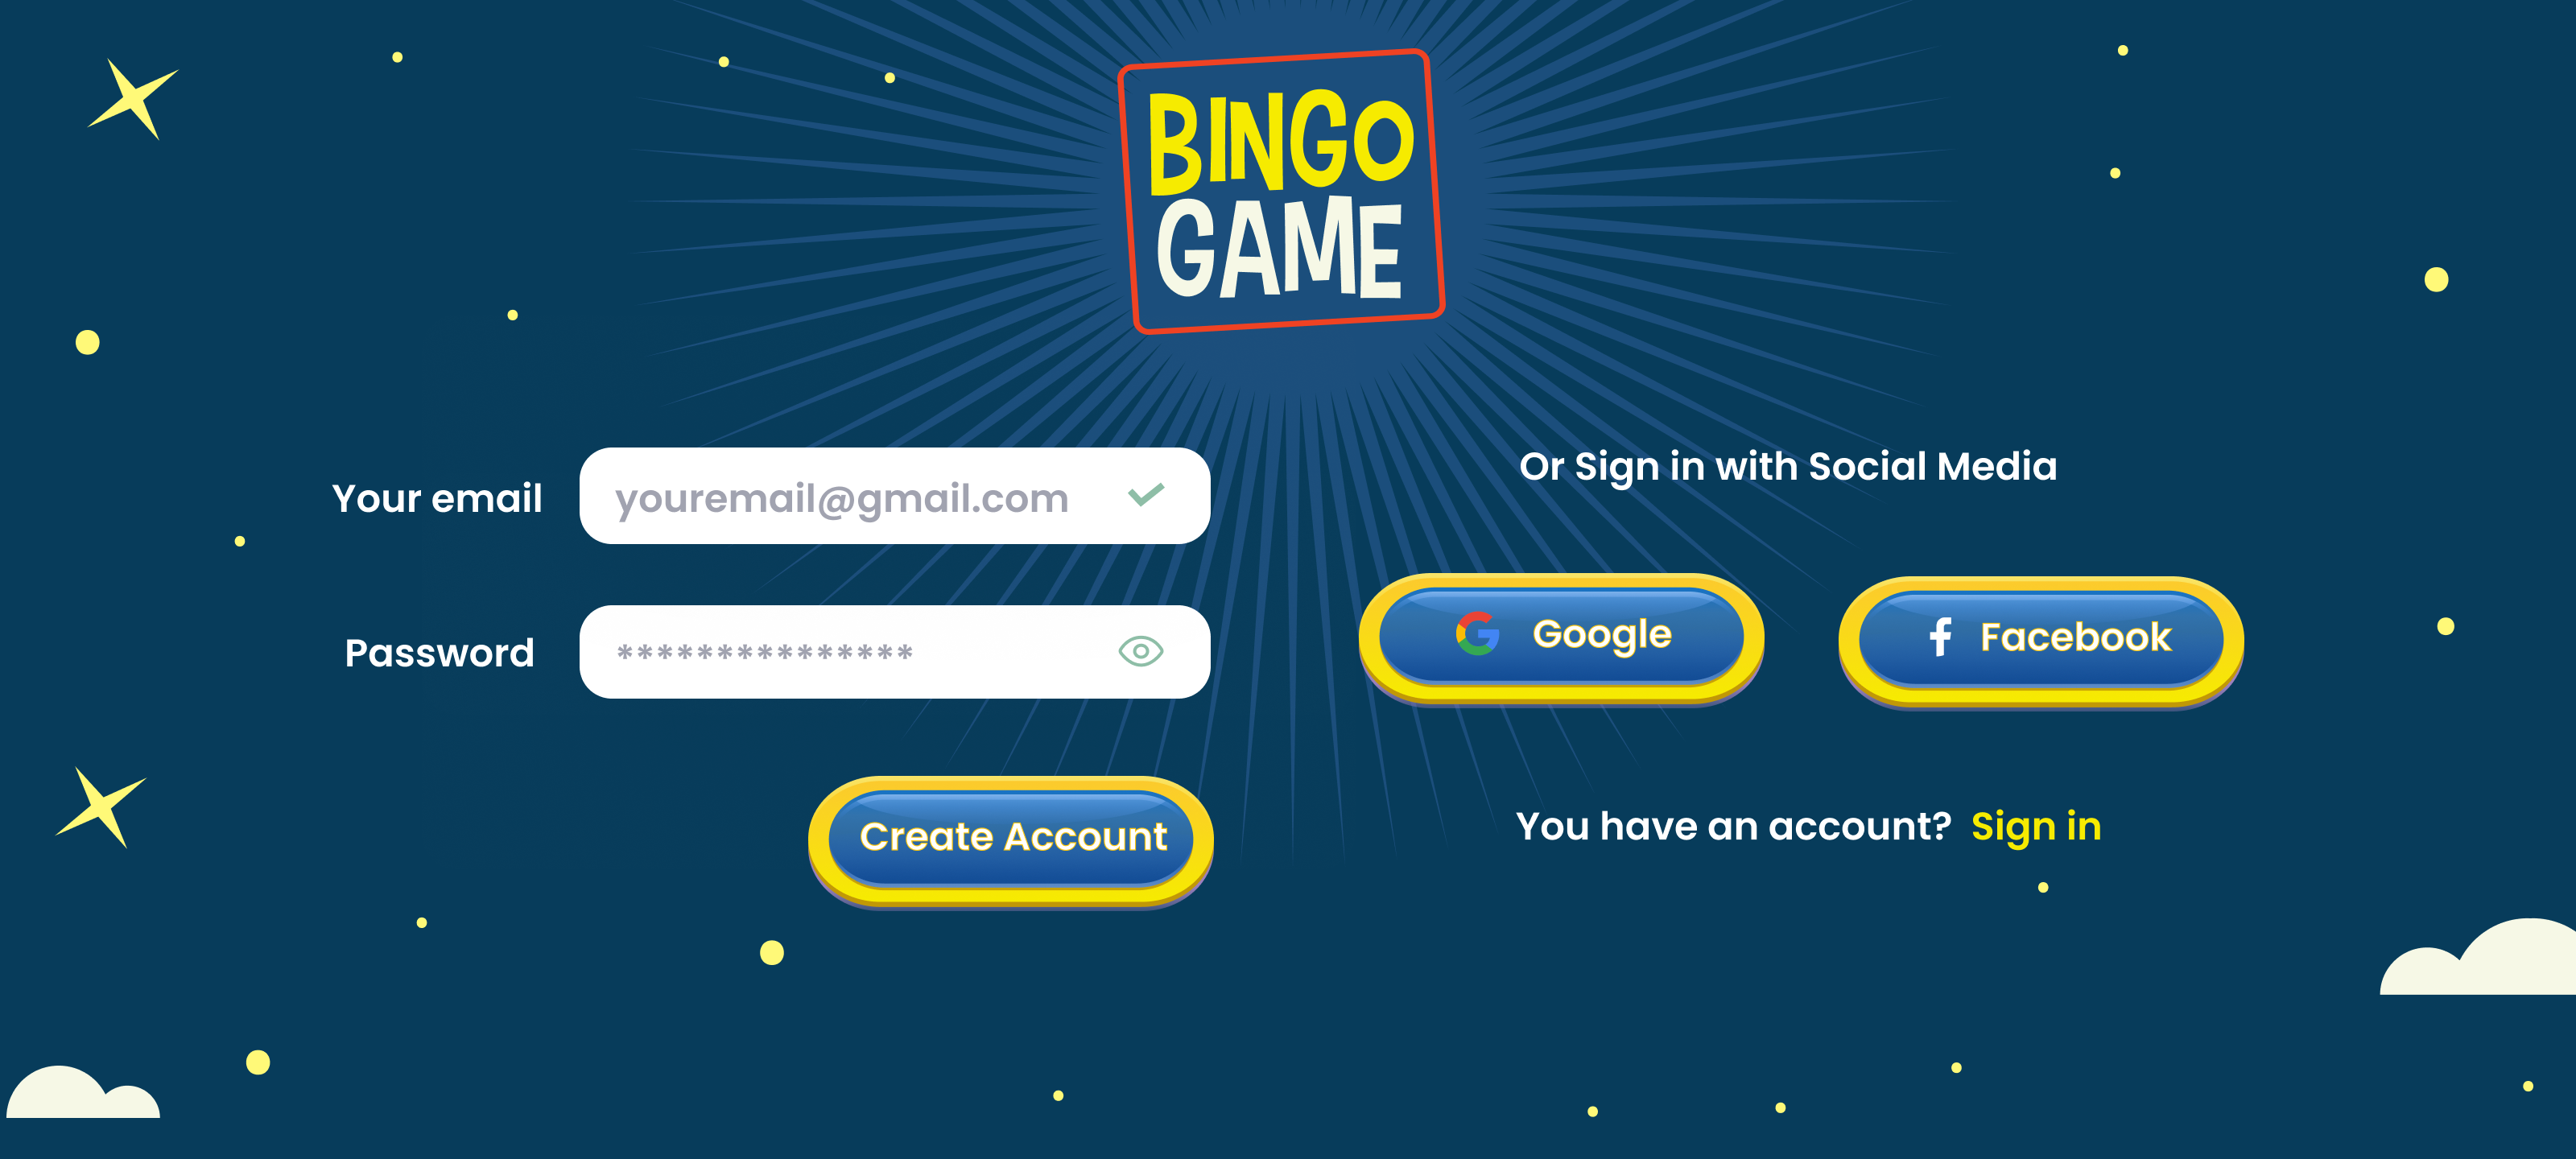 BINGO
GAME
Your email
youremail@gmail.com
Password
***************
Create Account
Or Sign in with Social Media
Google
Facebook
You have an account? Sign in